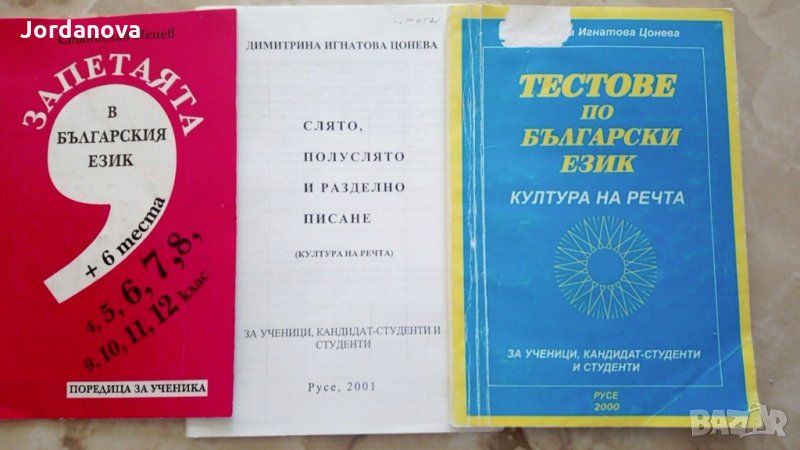 Jordanova
ЗАПЕТАЯТА
В
БЪЛГАРСКИЯ
ЕЗИК
+ 6 теста
4, 5, 6, 7, 8,
9, 10, 11, 12 клас
ПОРЕДИЦА ЗА УЧЕНИКА
ДИМИТРИНА ИГНАТОВА ЦОНЕВА
СЛЯТО,
ПОЛУСЛЯТО
И РАЗДЕЛНО
ПИСАНЕ
(КУЛТУРА НА РЕЧТА)
ЗА УЧЕНИЦИ, КАНДИДАТ-СТУДЕНТИ И
СТУДЕНТИ
Русе, 2001
Игнатова Цонева
ТЕСТОВЕ
ПО
БЪЛГАРСКИ
ЕЗИК
КУЛТУРА НА РЕЧТА
ЗА УЧЕНИЦИ, КАНДИДАТ-СТУДЕНТИ
И СТУДЕНТИ
РУСЕ
2000
BAZAR